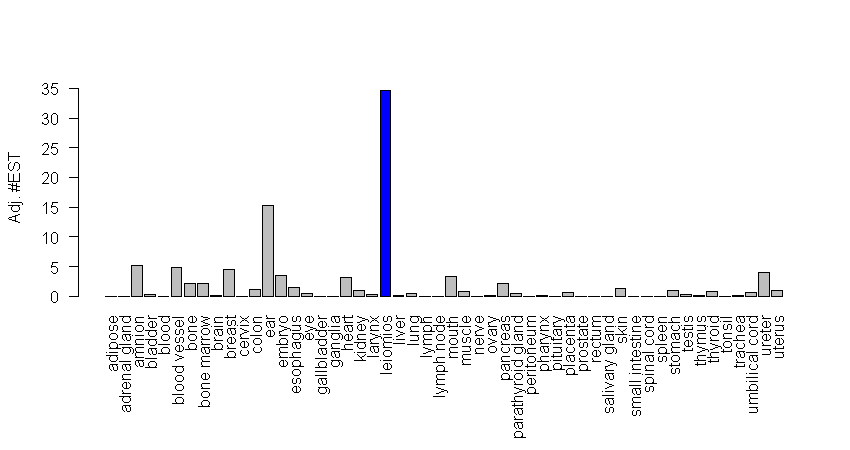 Adj. #EST
35
30
25
20
15
10
5
0
adipose
adrenal gland
amnion
bladder
blood
blood vessel
bone
bone marrow
brain
breast
cervix
colon
ear
embryo
esophagus
eye
gallbladder
ganglia
heart
kidney
larynx
leiomios
liver
lung
lymph
lymph node
mouth
muscle
nerve
ovary
pancreas
parathyroid gland
peritoneum
pharynx
pituitary
placenta
prostate
rectum
salivary gland
skin
small intestine
spinal cord
spleen
stomach
testis
thymus
thyroid
tonsil
trachea
umbilical cord
ureter
uterus